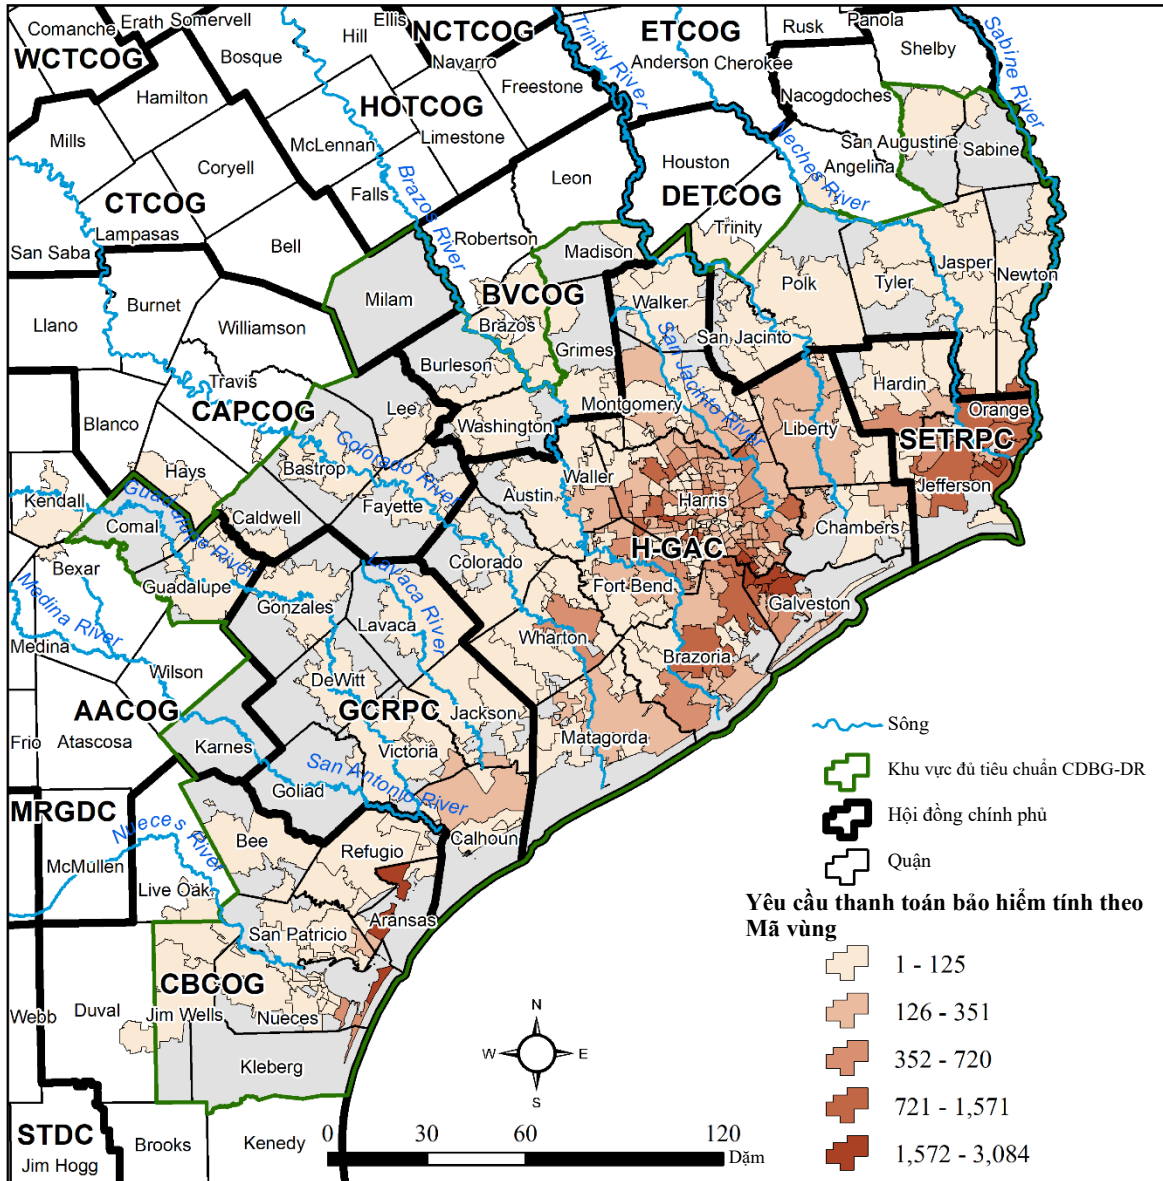 Comanche
Erath
Somervell
Bosque
Hill
Ellis
Navarro
Freestone
Anderson
Cherokee
Rusk
Panola
Shelby
WCTCOG
NCTCOG
ETCOG
HOTCOG
Trinity River
Sabine River
Hamilton
Mills
Coryell
McLennan
Limestone
Falls
Brazos River
Leon
Houston
Nacogdoches
San Augustine
Angelina
Sabine
Neches River
DETCOG
Trinity
CTCOG
Lampasas
San Saba
Bell
Robertson
Madison
Milam
BVCOG
Burnet
Williamson
Llano
Brazos
Grimes
Walker
Polk
Tyler
Jasper
Newton
San Jacinto
San Jacinto River
Burleson
Travis
CAPCOG
Lee
Blanco
Washington
Montgomery
Liberty
Hardin
Orange
SETRPC
Jefferson
Bastrop
Colorado River
Hays
Kendall
Guadalupe River
Comal
Caldwell
Fayette
Austin
Waller
Harris
Chambers
H-GAC
Bexar
Medina River
Medina
Guadalupe
Gonzales
Lavaca River
Lavaca
Colorado
Fort Bend
Galveston
Wharton
Brazoria
Wilson
AACOG
Frio
Atascosa
Karnes
DeWitt
GCRPC
Jackson
Victoria
Matagorda
Goliad
San Antonio River
MRGDC
Nueces River
McMullen
Bee
Refugio
Calhoun
Live Oak
Aransas
San Patricio
CBCOG
Webb
Duval
Jim Wells
Nueces
Kleberg
STDC
Jim Hogg
Brooks
Kenedy
Sông
Khu vực đủ tiêu chuẩn CDBG-DR
Hội đồng chính phủ
Quận
Yêu cầu thanh toán bảo hiểm tính theo
Mã vùng
1 - 125
126 - 351
352 - 720
721 - 1,571
1,572 - 3,084
N
W
E
S
0
30
60
120
Dặm